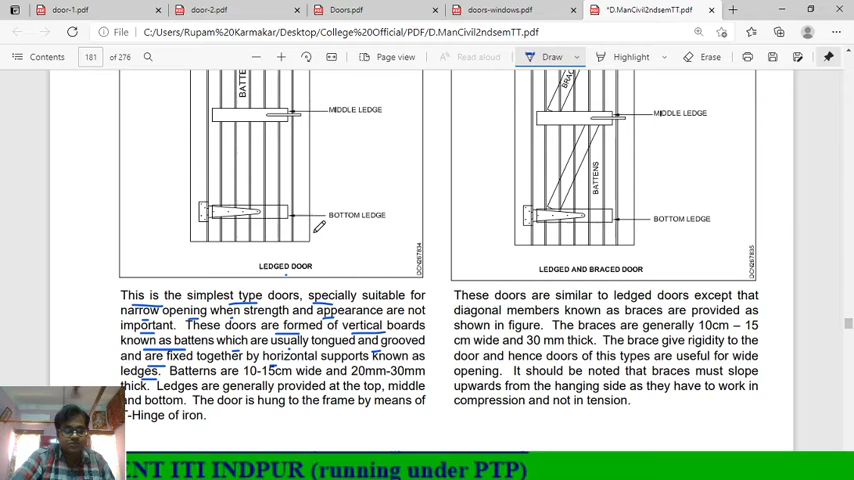 door-1.pdf
door-2.pdf
Doors.pdf
doors-windows.pdf
*D.ManCivil2ndsemTT.pdf
C:/Users/Rupam%20Karmakar/Desktop/College%20Official/PDF/D.ManCivil2ndsemTT.pdf
Contents 181 of 276 Page view Read aloud Draw Highlight Erase
BATTENS
MIDDLE LEDGE
BOTTOM LEDGE
LEDGED DOOR
MIDDLE LEDGE
BATTENS
BOTTOM LEDGE
LEDGED AND BRACED DOOR
This is the simplest type doors, specially suitable for
narrow opening when strength and appearance are not
important. These doors are formed of vertical boards
known as battens which are usually tongued and grooved
and are fixed together by horizontal supports known as
ledges. Battens are 10-15cm wide and 20mm-30mm
thick. Ledges are generally provided at the top, middle
and bottom. The door is hung to the frame by means of
T-Hinge of iron.
These doors are similar to ledged doors except that
diagonal members known as braces are provided as
shown in figure. The braces are generally 10cm – 15
cm wide and 30 mm thick. The brace give rigidity to the
door and hence doors of this types are useful for wide
opening. It should be noted that braces must slope
upwards from the hanging side as they have to work in
compression and not in tension.
ENT ITI INDPUR (running under PTP)